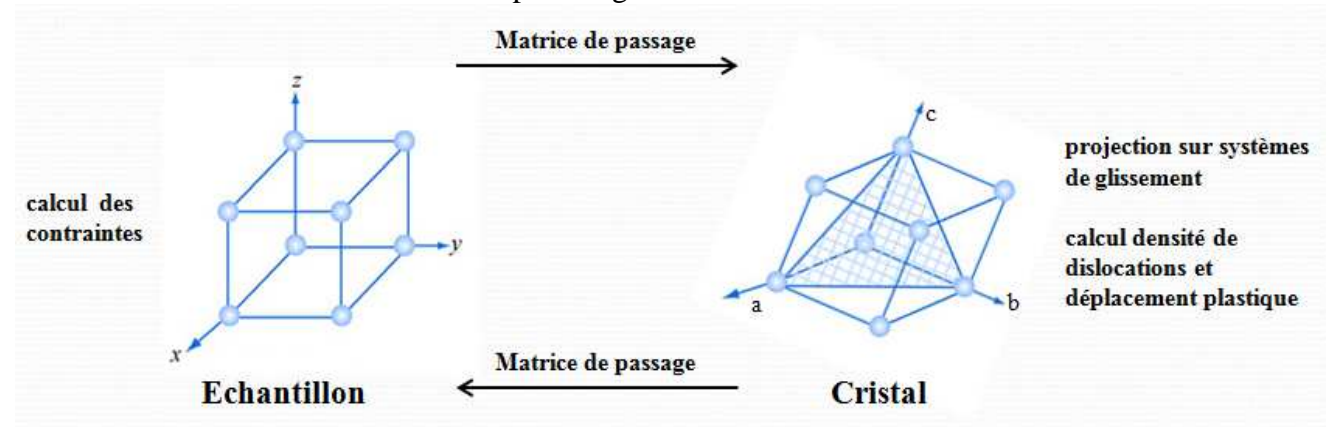 Matrice de passage
z
c
projection sur systèmes
de glissement
calcul des
contraintes
y
calcul densité de
dislocations et
déplacement plastique
a
b
x
Matrice de passage
Echantillon
Cristal